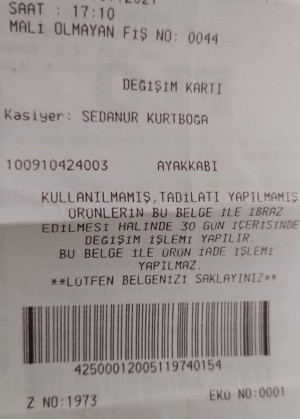 SAAT : 17:10
MALİ OLMAYAN FİŞ NO: 0044
DEĞİŞİM KARTI
Kasiyer: SEDANUR KURTBOĞA
100910424003 AYAKKABI
KULLANILMAMIŞ,TADİLATI YAPILMAMIŞ
ÜRÜNLERİN BU BELGE İLE İBRAZ
EDİLMESİ HALİNDE 30 GÜN İÇERİSİNDE
DEĞİŞİM İŞLEMİ YAPILIR.
BU BELGE İLE ÜRÜN İADE İŞLEMİ
YAPILMAZ.
**LÜTFEN BELGENİZİ SAKLAYINIZ**
42500012005119740154
Z NO:1973 EKÜ NO:0001